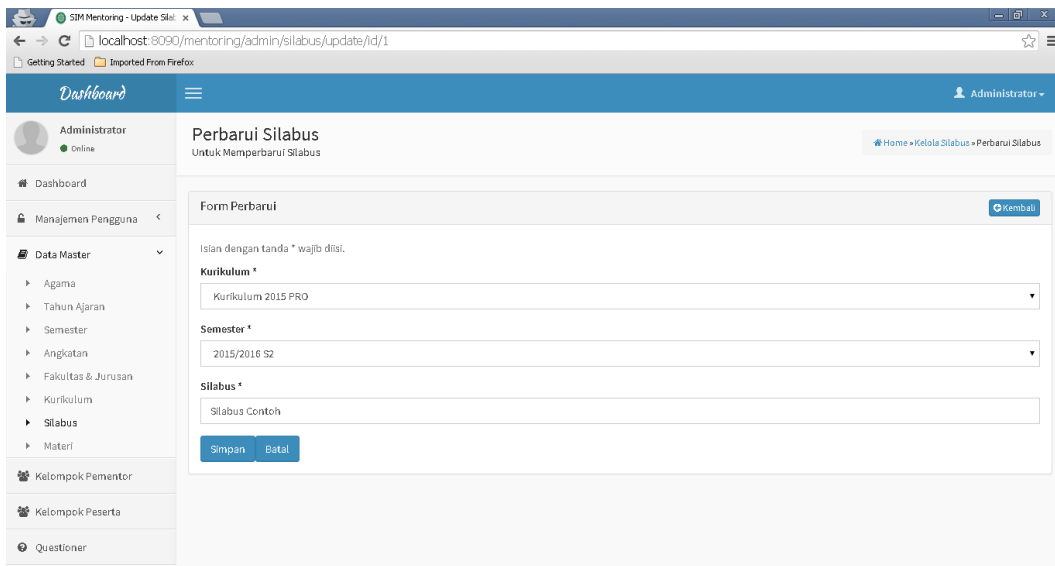 SIM Mentoring - Update Silab
localhost:8090/mentoring/admin/silabus/update/id/1
Getting Started Imported From Firefox
Dashboard
Administrator
Administrator
Online
Perbarui Silabus
Untuk Memperbarui Silabus
Home » Kelola Silabus » Perbarui Silabus
Dashboard
Manajemen Pengguna
Data Master
Agama
Tahun Ajaran
Semester
Angkatan
Fakultas & Jurusan
Kurikulum
Silabus
Materi
Kelompok Pementor
Kelompok Peserta
Questioner
Form Perbarui
Kembali
Isian dengan tanda * wajib diisi.
Kurikulum *
Kurikulum 2015 PRO
Semester *
2015/2016 S2
Silabus *
Silabus Contoh
Simpan Batal